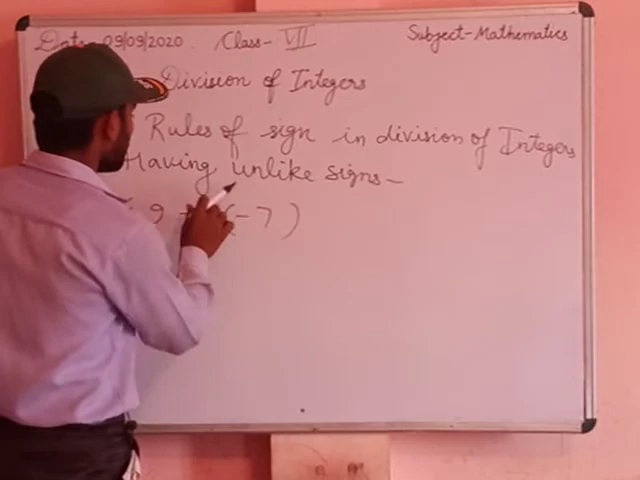 Date 09/09/2020. Class- VII Subject-Mathematics
Division of Integers
Rules of sign in division of Integers
Having unlike signs-
9 (-7)